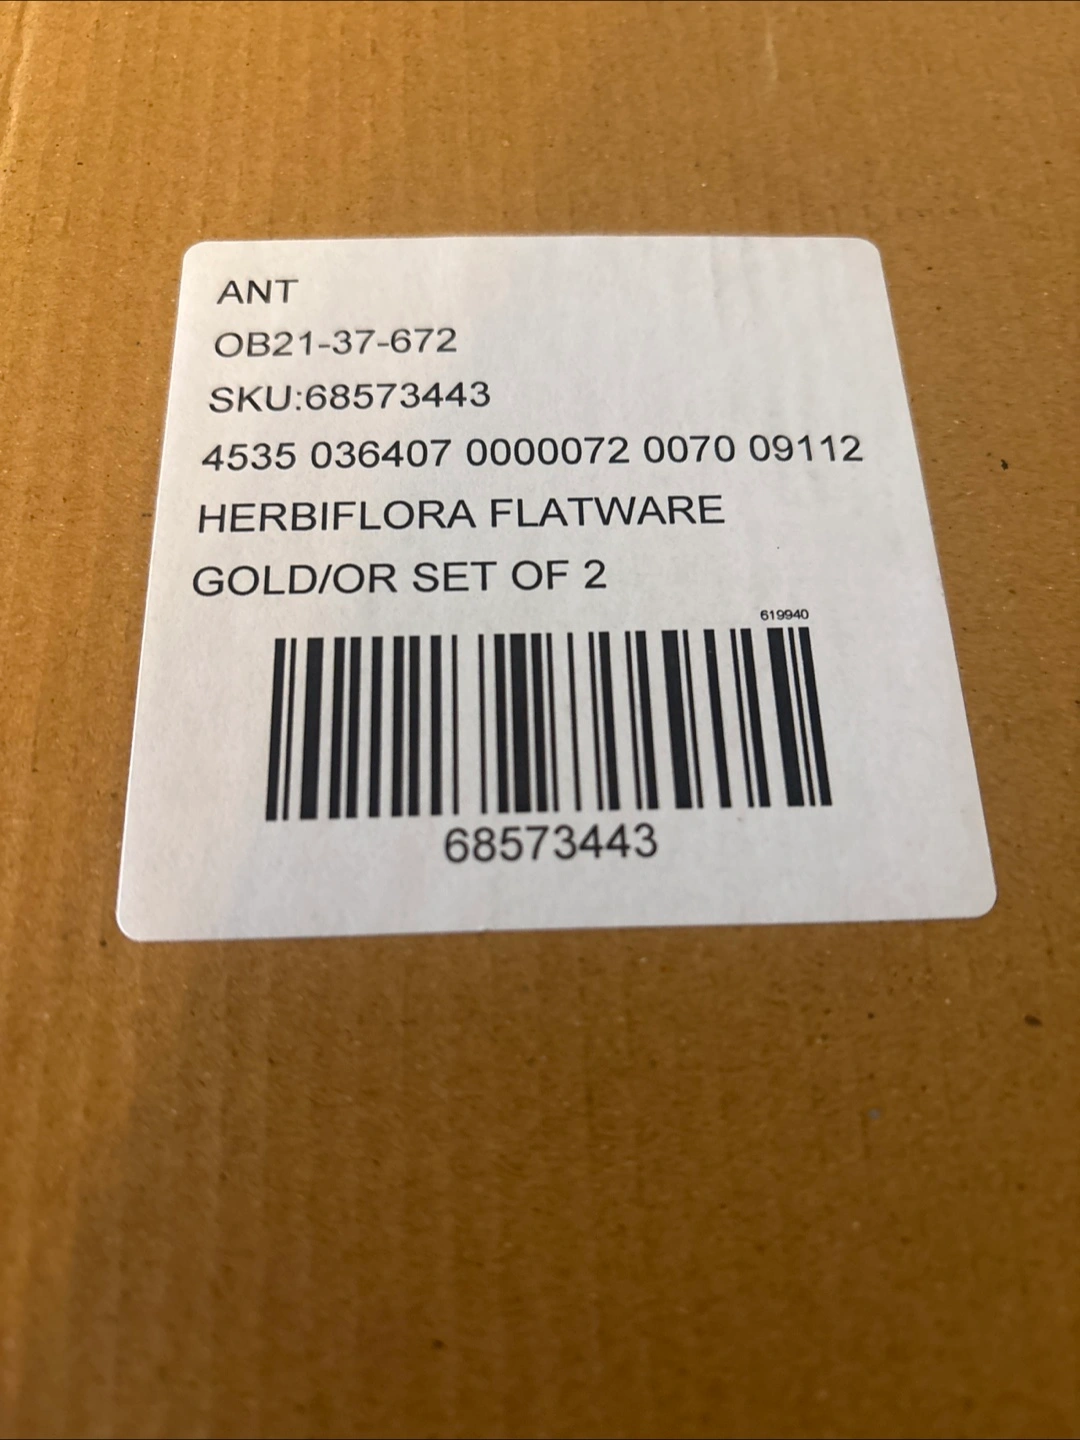 ANT
OB21-37-672
SKU:68573443
4535 036407 0000072 0070 09112
HERBIFLORA FLATWARE
GOLD/OR SET OF 2
619940
68573443